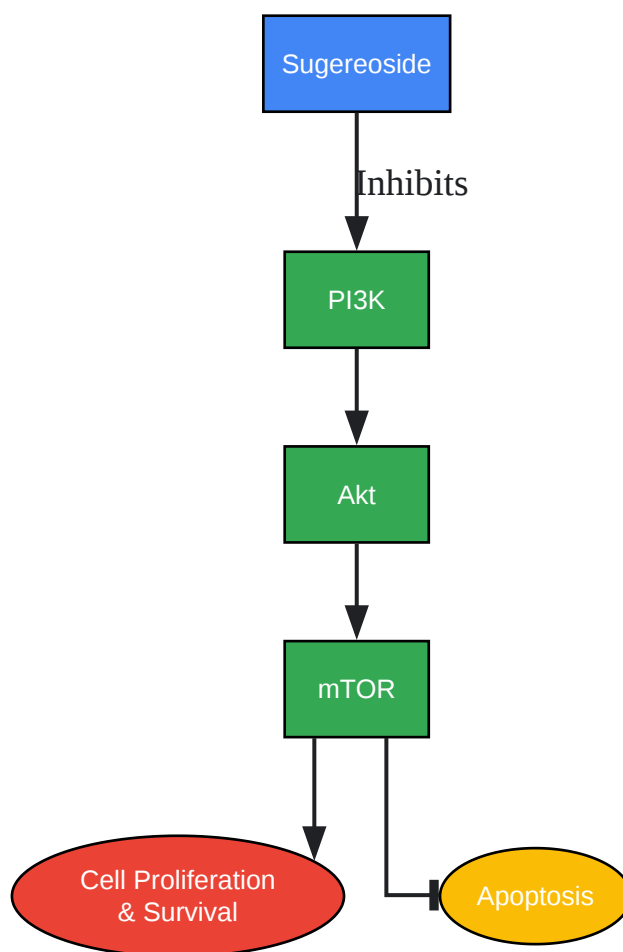 Sugereoside
Inhibits
PI3K
Akt
mTOR
Cell Proliferation
& Survival
Apoptosis